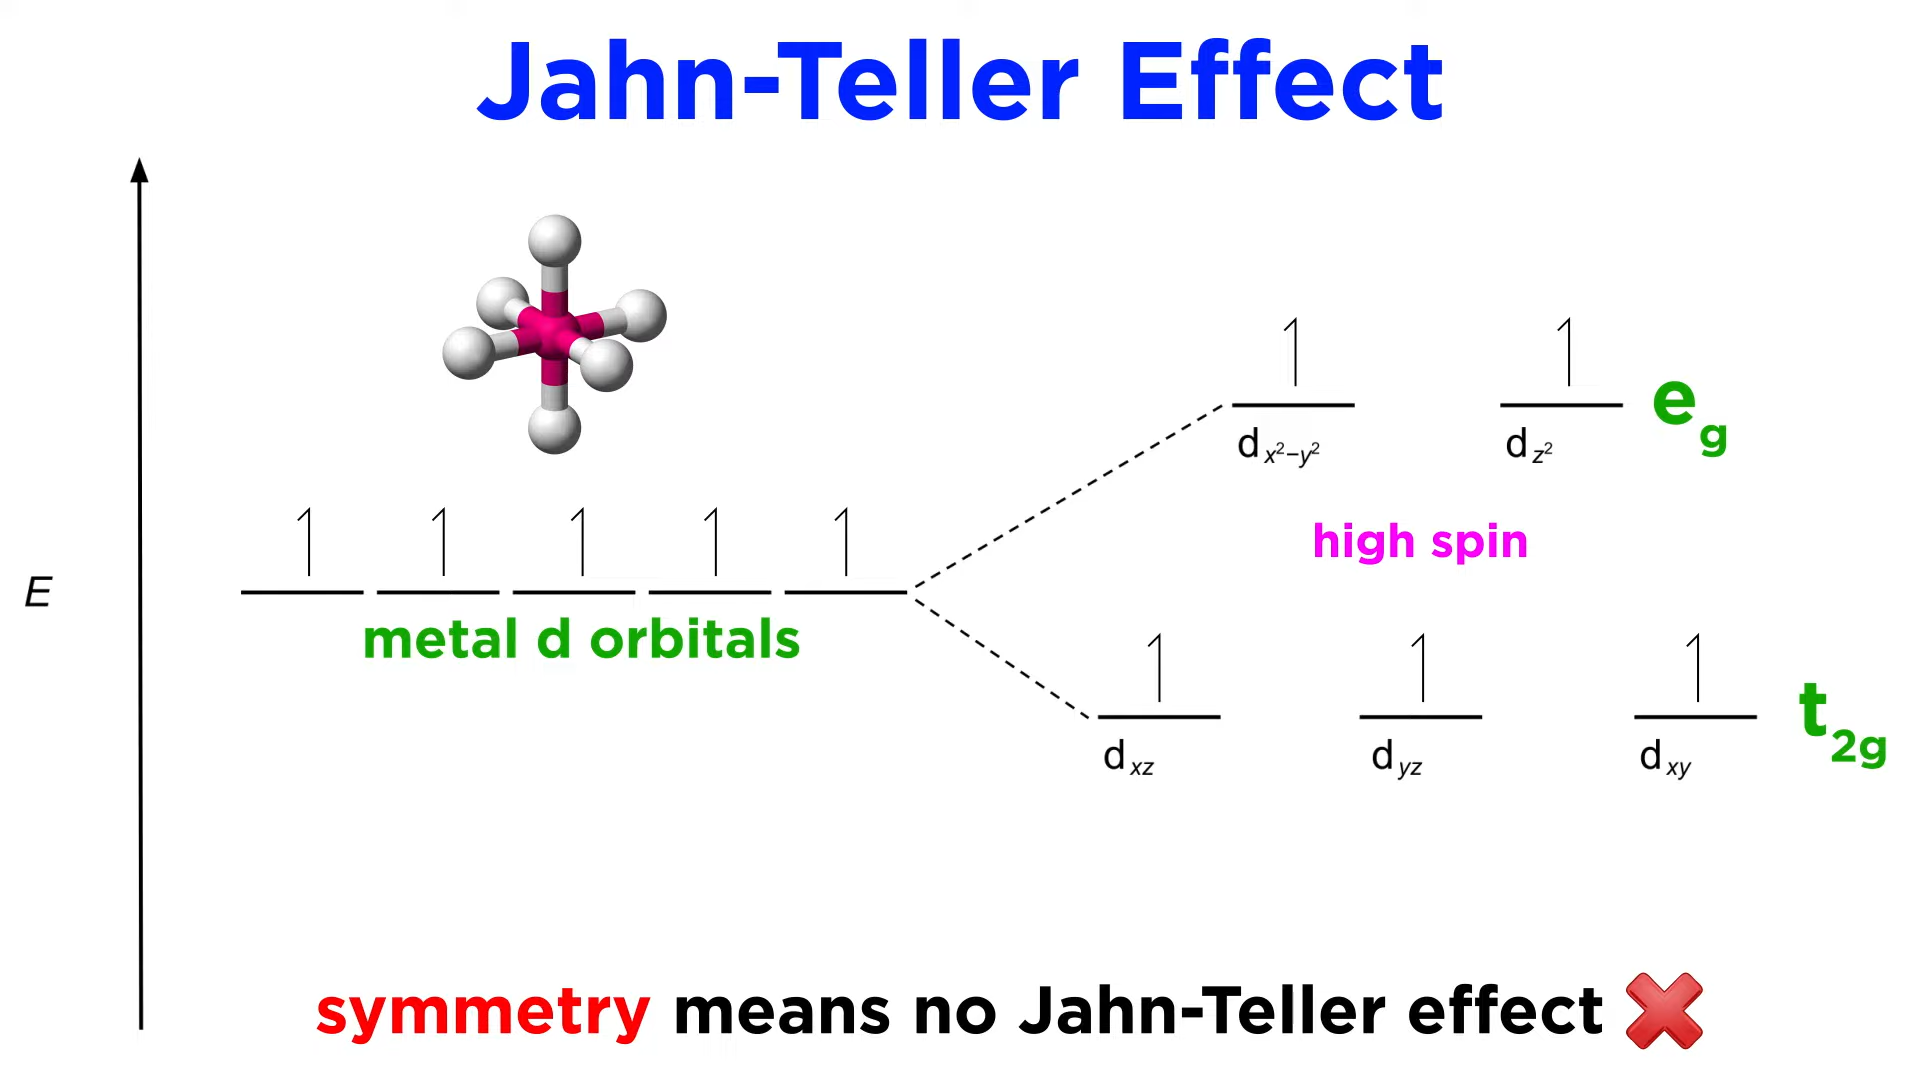 Jahn-Teller Effect
E
metal d orbitals
d x²−y²
d z²
e g
high spin
d xz
d yz
d xy
t 2g
symmetry means no Jahn-Teller effect